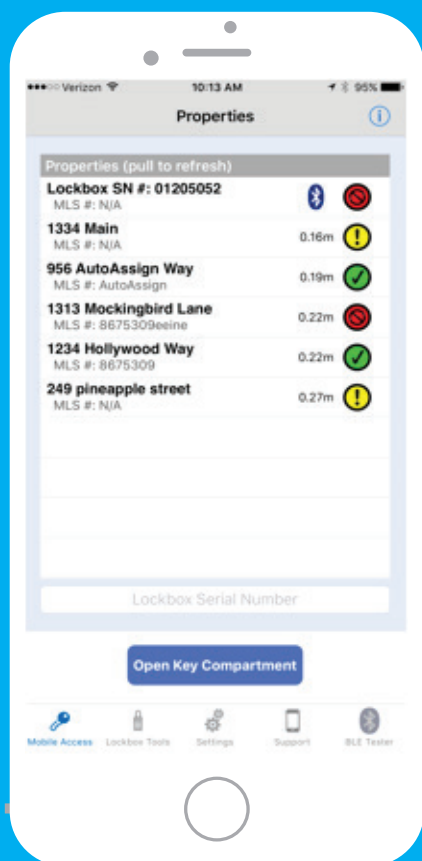 Verizon 10:13 AM 95%
Properties
Properties (pull to refresh)
Lockbox SN #: 01205052
MLS #: N/A
1334 Main
MLS #: N/A
0.16m
956 AutoAssign Way
MLS #: AutoAssign
0.19m
1313 Mockingbird Lane
MLS #: 8675309eeine
0.22m
1234 Hollywood Way
MLS #: 8675309
0.22m
249 pineapple street
MLS #: N/A
0.27m
Lockbox Serial Number
Open Key Compartment
Mobile Access Lockbox Tools Settings Support BLE Tester